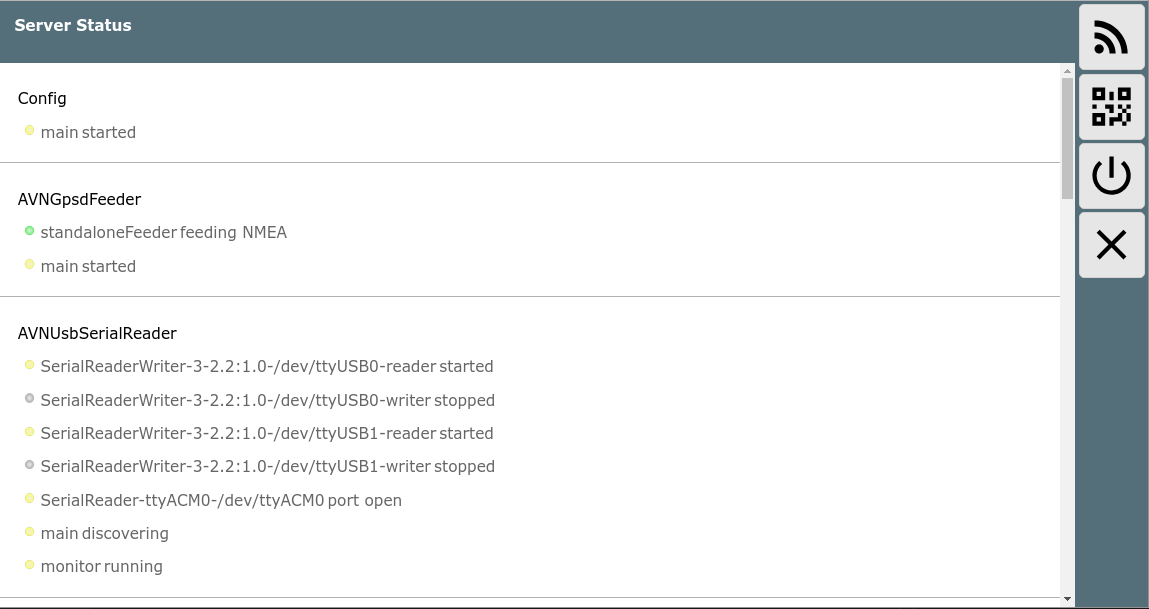 Server Status
Config
main started
AVNGpsdFeeder
standaloneFeeder feeding NMEA
main started
AVNUsbSerialReader
SerialReaderWriter-3-2.2:1.0-/dev/ttyUSB0-reader started
SerialReaderWriter-3-2.2:1.0-/dev/ttyUSB0-writer stopped
SerialReaderWriter-3-2.2:1.0-/dev/ttyUSB1-reader started
SerialReaderWriter-3-2.2:1.0-/dev/ttyUSB1-writer stopped
SerialReader-ttyACM0-/dev/ttyACM0 port open
main discovering
monitor running